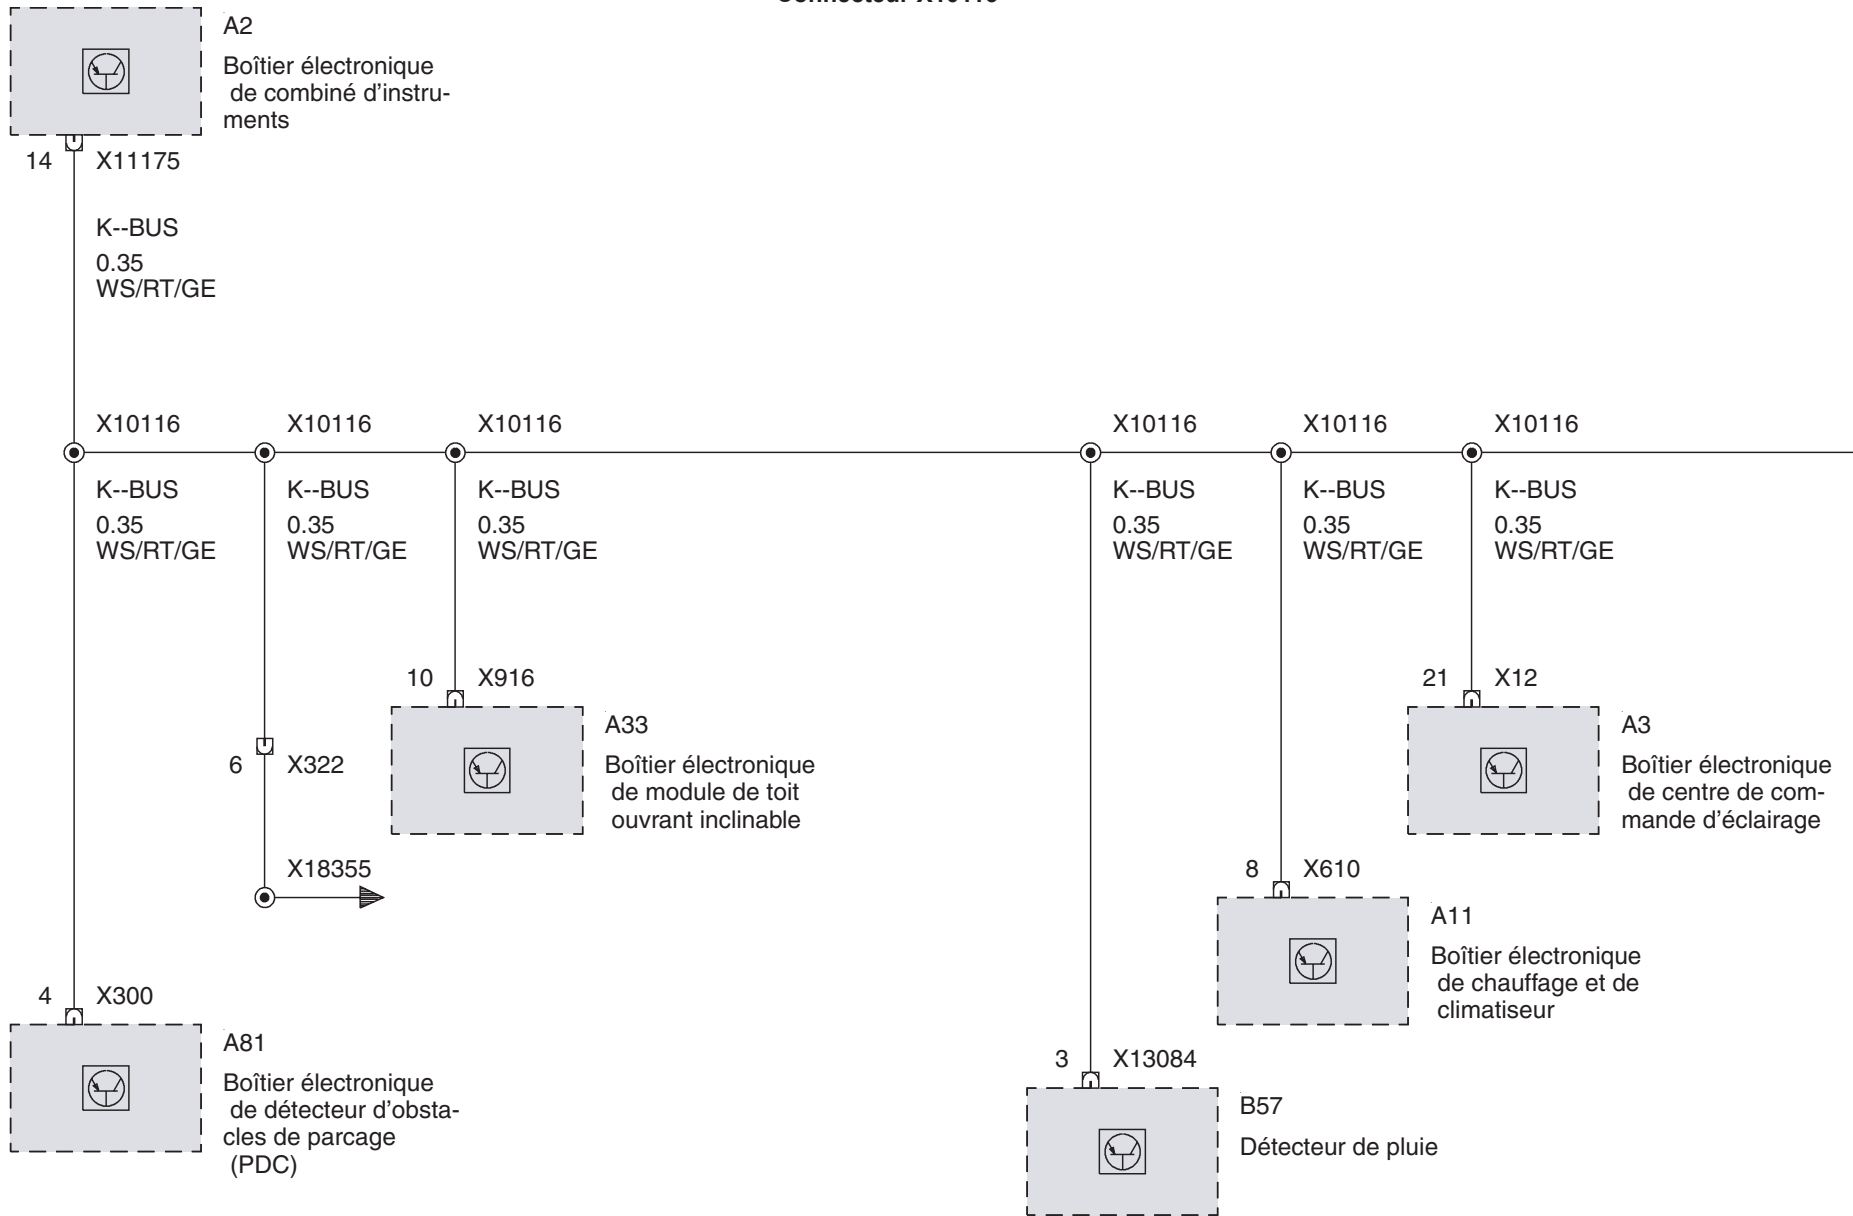 Connecteur X10116
A2
Boîtier électronique
de combiné d'instru-
ments
14 X11175
K--BUS
0.35
WS/RT/GE
X10116 X10116 X10116 X10116 X10116 X10116
K--BUS K--BUS K--BUS K--BUS K--BUS K--BUS
0.35 0.35 0.35 0.35 0.35 0.35
WS/RT/GE WS/RT/GE WS/RT/GE WS/RT/GE WS/RT/GE WS/RT/GE
10 X916
A33
Boîtier électronique
de module de toit
ouvrant inclinable
21 X12
A3
Boîtier électronique
de centre de com-
mande d'éclairage
6 X322
X18355
8 X610
A11
Boîtier électronique
de chauffage et de
climatiseur
4 X300
A81
Boîtier électronique
de détecteur d'obsta-
cles de parcage
(PDC)
3 X13084
B57
Détecteur de pluie